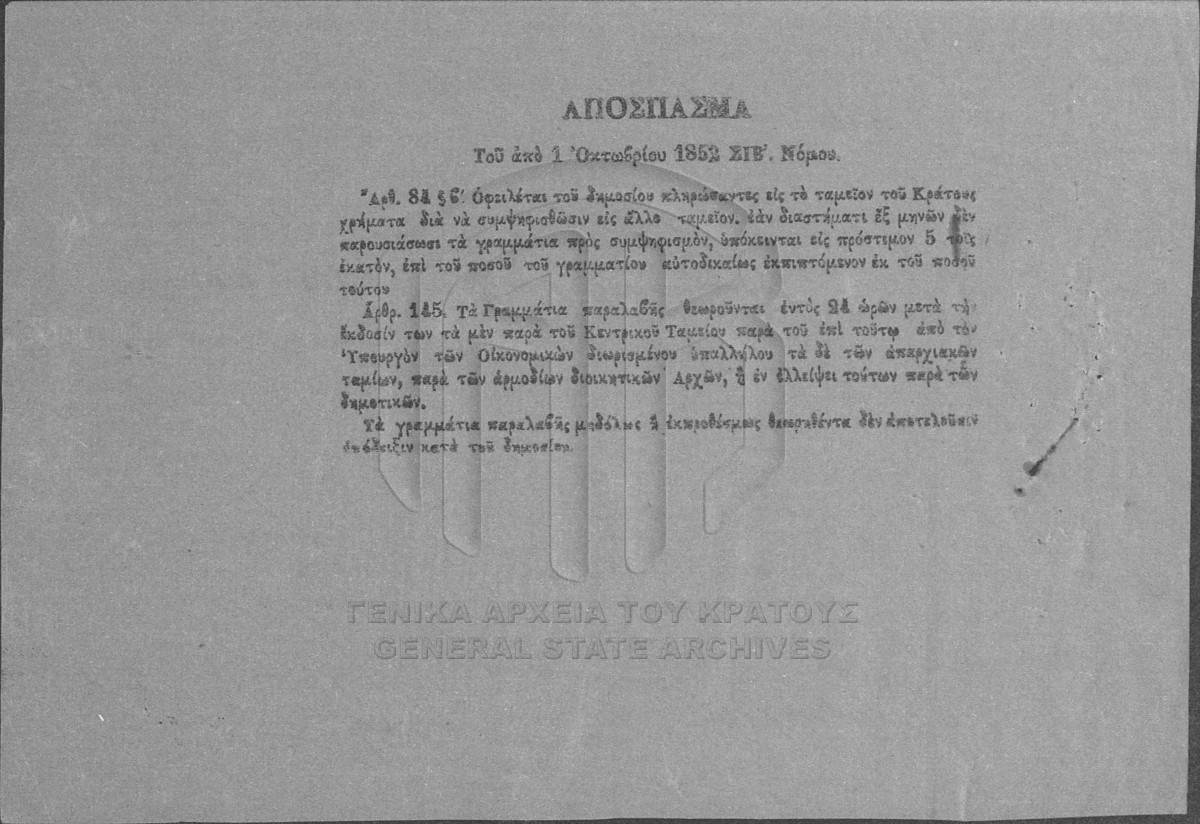 ΑΠΟΣΠΑΣΜΑ
Τοῦ ἀπὸ 1 Ὀκτωβρίου 1852 ΣΙΒʹ. Νόμου.
Ἄρθ. 84 § 6ʹ. Ὀφειλέται τοῦ δημοσίου πληρώσαντες εἰς τὸ ταμεῖον τοῦ Κράτους
χρήματα διὰ νὰ συμψηφισθῶσιν εἰς ἄλλο ταμεῖον. ἐὰν διαστήματι ἓξ μηνῶν δὲν
παρουσιάσωσι τὰ γραμμάτια πρὸς συμψηφισμὸν, ὑπόκεινται εἰς πρόστεμον 5 τοῖς
ἑκατὸν, ἐπὶ τοῦ ποσοῦ τοῦ γραμματίου αὐτοδικαίως ἐκπιπτόμενον ἐκ τοῦ ποσοῦ
τούτου
Ἄρθρ. 145. Τὰ Γραμμάτια παραλαβῆς θεωροῦνται ἐντὸς 24 ὡρῶν μετὰ τὴν
ἔκδοσίν των τὰ μὲν παρὰ τοῦ Κεντρικοῦ Ταμείου παρὰ τοῦ ἐπὶ τούτῳ ἀπὸ τὸν
Ὑπουργὸν τῶν Οἰκονομικῶν διωρισμένου ὑπαλλήλου τὰ δὲ τῶν ἀπαρχιακῶν
ταμίων, παρὰ τῶν ἁρμοδίων διοικητικῶν Ἀρχῶν, ἢ ἐν ἐλλείψει τούτων παρὰ τῶν
δημοτικῶν.
Τὰ γραμμάτια παραλαβῆς μηδόλως ἢ ἐκπροθέσμως θεωρηθέντα δὲν ἀποτελοῦσιν
ἀπόδειξιν κατὰ τοῦ δημοσίου.
ΓΕΝΙΚΑ ΑΡΧΕΙΑ ΤΟΥ ΚΡΑΤΟΥΣ
GENERAL STATE ARCHIVES